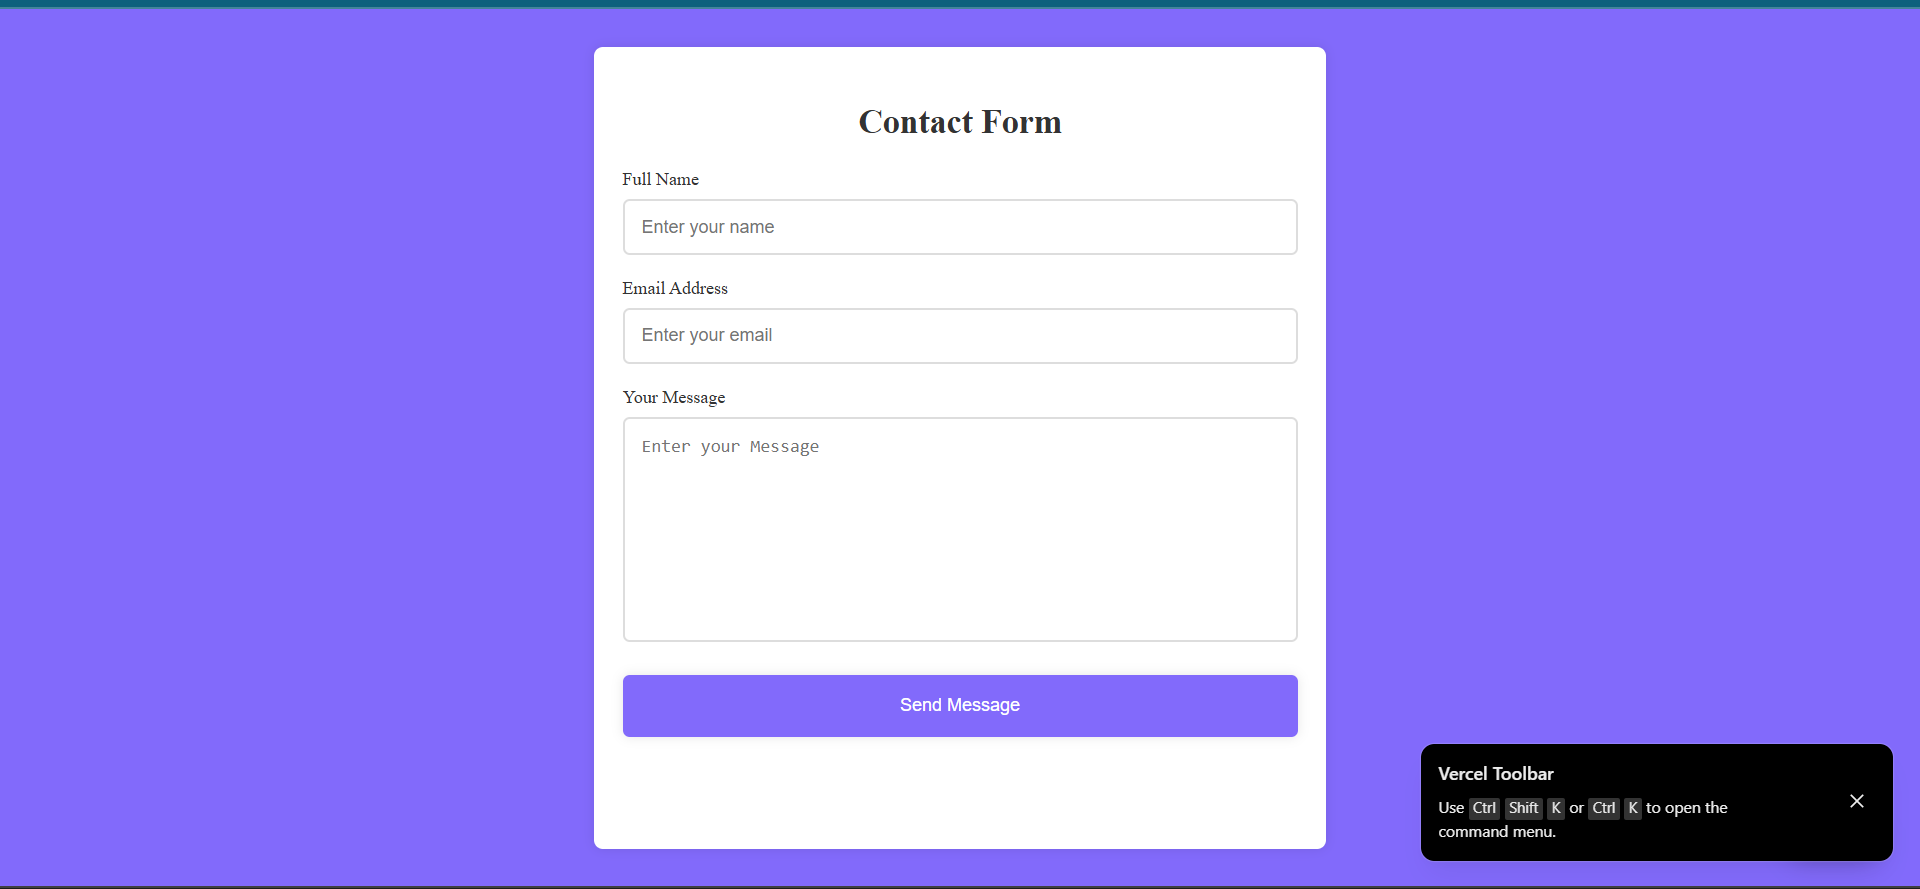 Contact Form
Full Name
Enter your name
Email Address
Enter your email
Your Message
Enter your Message
Send Message
Vercel Toolbar
Use Ctrl Shift K or Ctrl K to open the
command menu.